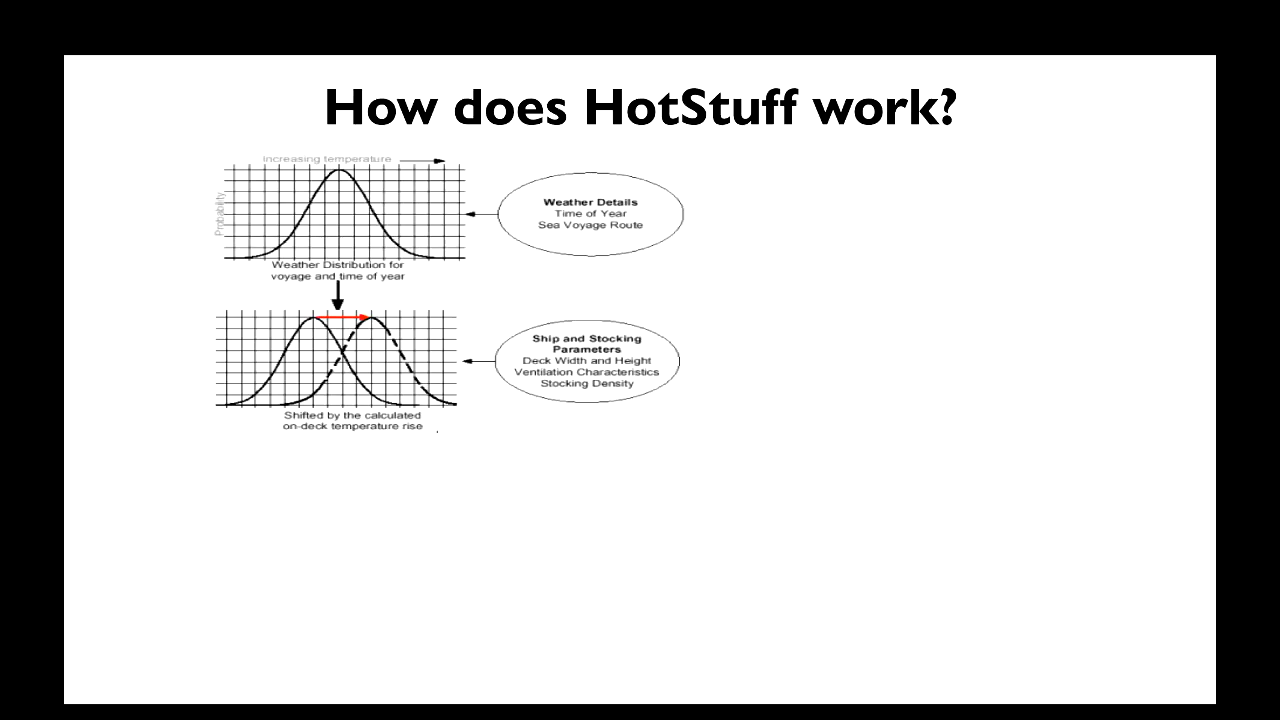 How does HotStuff work?
Increasing temperature
Probability
Weather Details
Time of Year
Sea Voyage Route
Weather Distribution for
voyage and time of year
Ship and Stocking
Parameters
Deck Width and Height
Ventilation Characteristics
Stocking Density
Shifted by the calculated
on-deck temperature rise